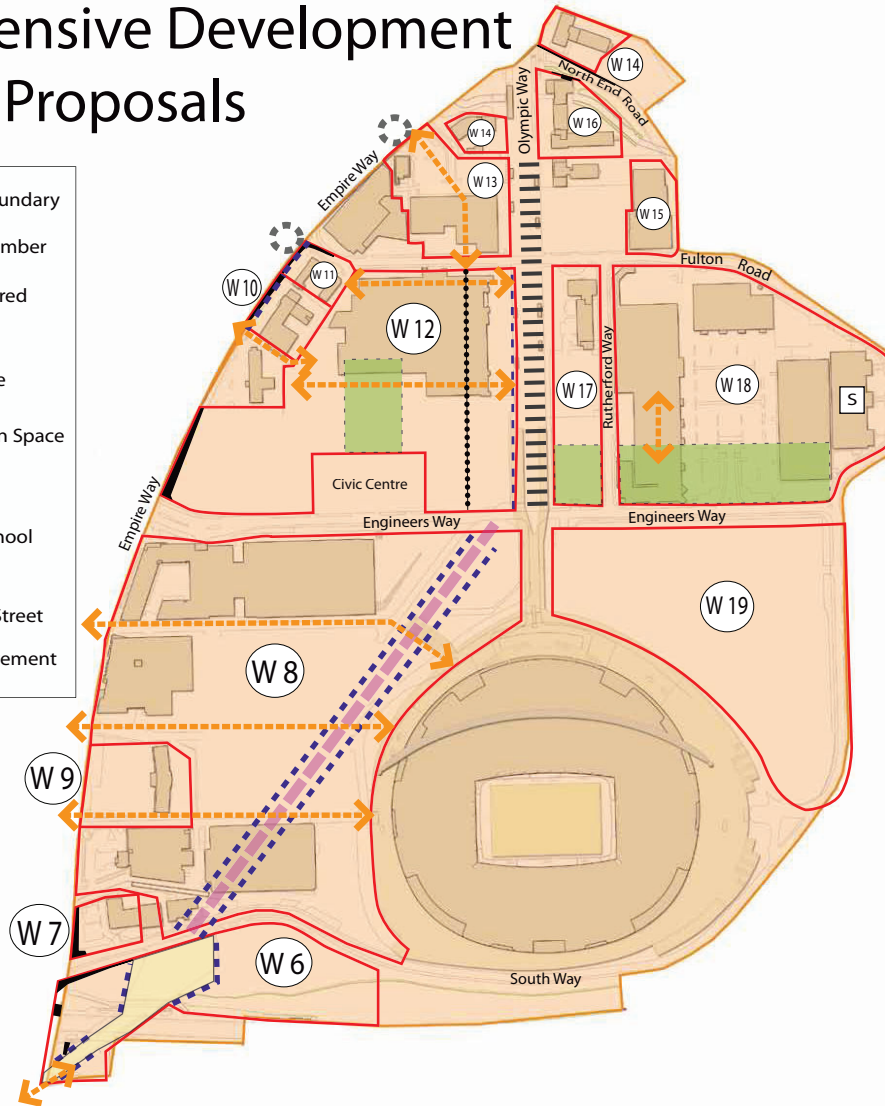 ensive Development
Proposals
undary
mber
red
e
n Space
hool
Street
ement
W 14
North End Road
Olympic Way
W 16
W 14
Empire Way
W 13
W 15
Fulton Road
W 10
W 11
W 12
W 17
Rutherford Way
W 18
S
Civic Centre
Empire Way
Engineers Way
Engineers Way
W 19
W 8
W 9
W 7
W 6
South Way